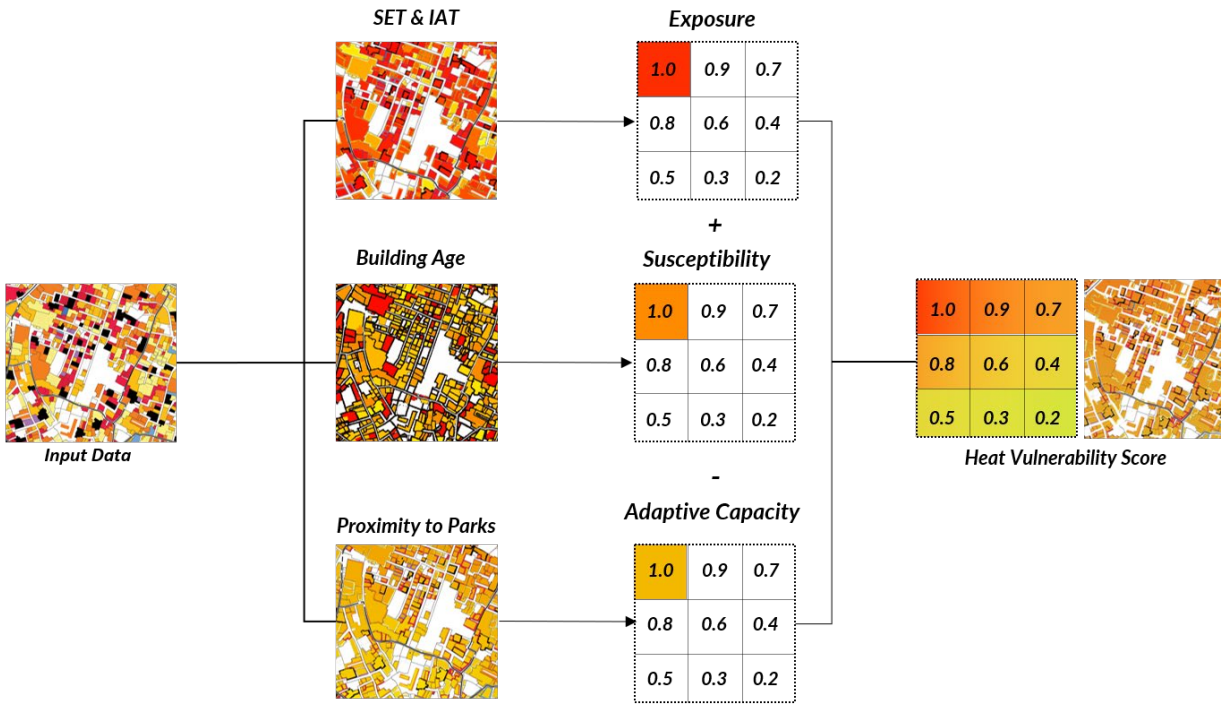 SET & IAT
Exposure
1.0 0.9 0.7
0.8 0.6 0.4
0.5 0.3 0.2
+
Building Age
Susceptibility
1.0 0.9 0.7
0.8 0.6 0.4
0.5 0.3 0.2
-
Input Data
Proximity to Parks
Adaptive Capacity
1.0 0.9 0.7
0.8 0.6 0.4
0.5 0.3 0.2
1.0 0.9 0.7
0.8 0.6 0.4
0.5 0.3 0.2
Heat Vulnerability Score